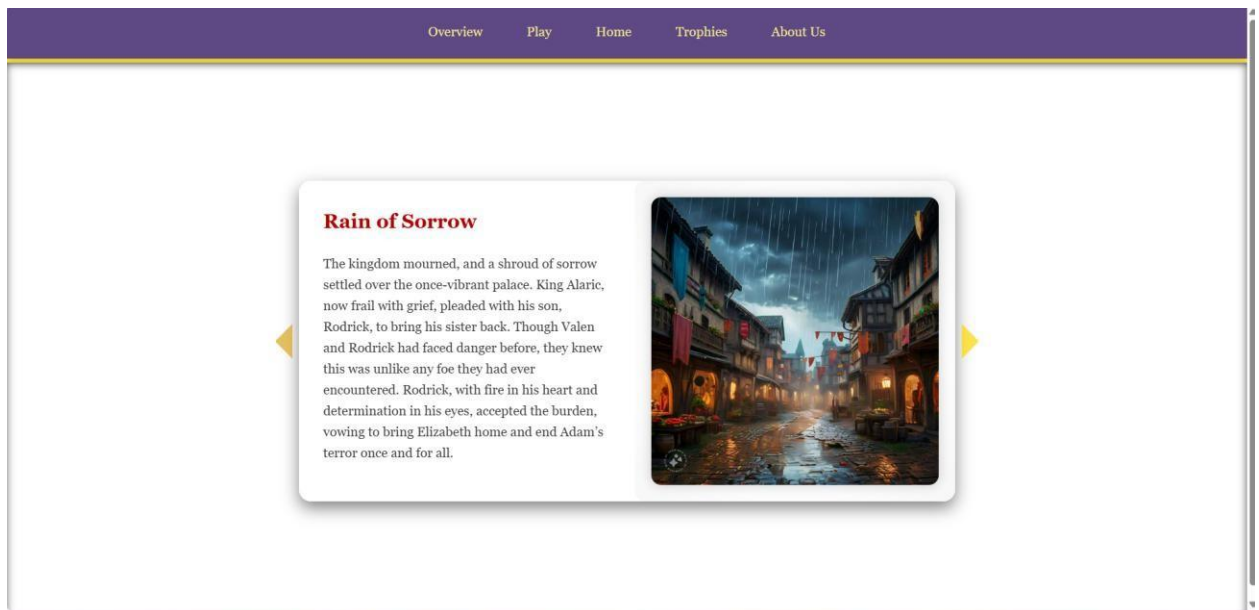 Overview Play Home Trophies About Us
Rain of Sorrow
The kingdom mourned, and a shroud of sorrow
settled over the once-vibrant palace. King Alaric,
now frail with grief, pleaded with his son,
Rodrick, to bring his sister back. Though Valen
and Rodrick had faced danger before, they knew
this was unlike any foe they had ever
encountered. Rodrick, with fire in his heart and
determination in his eyes, accepted the burden,
vowing to bring Elizabeth home and end Adam's
terror once and for all.